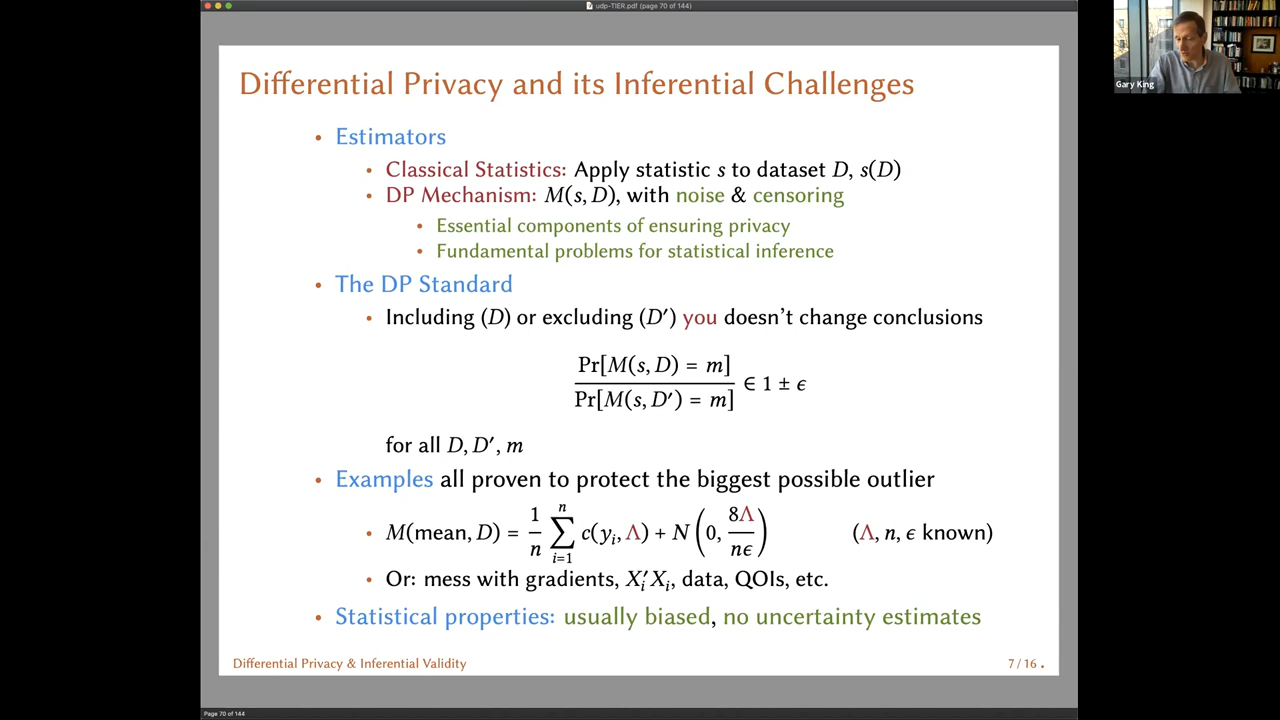 udp-TIER.pdf (page 70 of 144)
Gary King
Differential Privacy and its Inferential Challenges
• Estimators
• Classical Statistics: Apply statistic s to dataset D, s(D)
• DP Mechanism: M(s, D), with noise & censoring
• Essential components of ensuring privacy
• Fundamental problems for statistical inference
• The DP Standard
• Including (D) or excluding (D′) you doesn't change conclusions
Pr[M(s, D) = m]
∈ 1 ± ϵ
Pr[M(s, D′) = m]
for all D, D′, m
• Examples all proven to protect the biggest possible outlier
• M(mean, D) = 1/n ∑ⁿᵢ₌₁ c(yᵢ, Λ) + N(0, 8Λ/nϵ) (Λ, n, ϵ known)
• Or: mess with gradients, X′ᵢXᵢ, data, QOIs, etc.
• Statistical properties: usually biased, no uncertainty estimates
Differential Privacy & Inferential Validity
7 / 16 .
Page 70 of 144